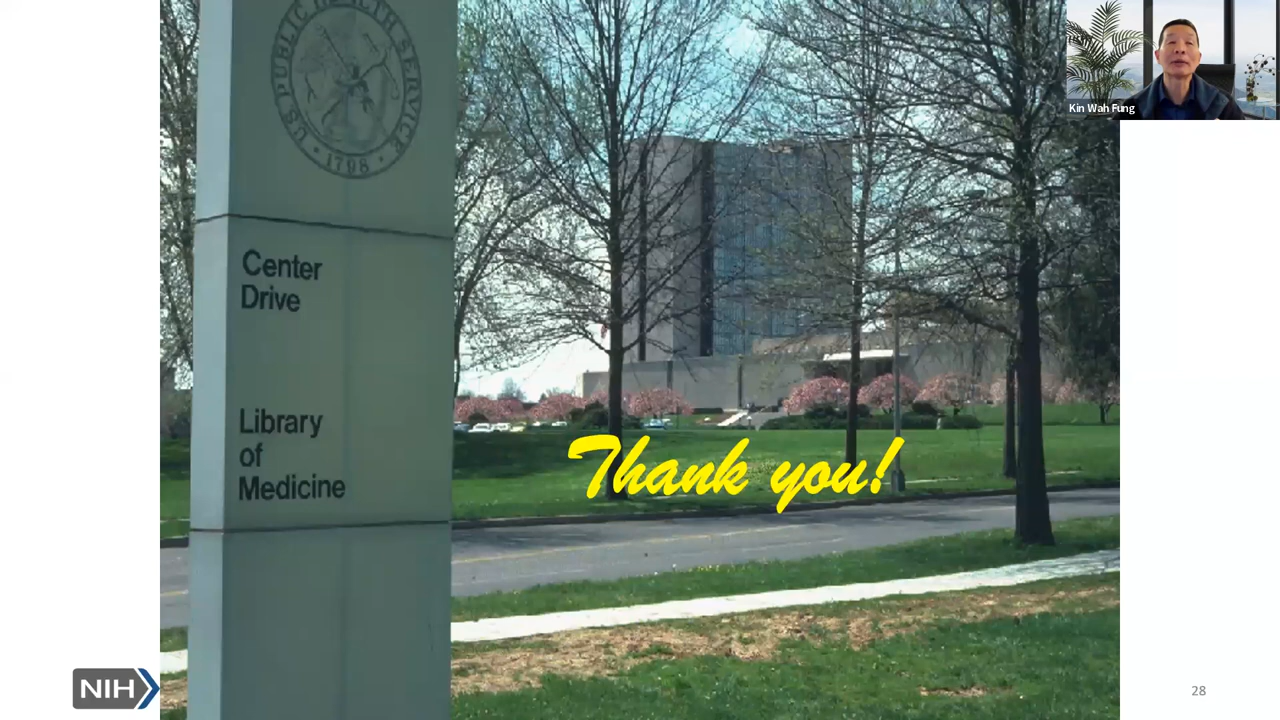 U.S. PUBLIC HEALTH SERVICE
· 1798 ·
Kin Wah Fung
Center
Drive
Library
of
Medicine
Thank you!
NIH
28